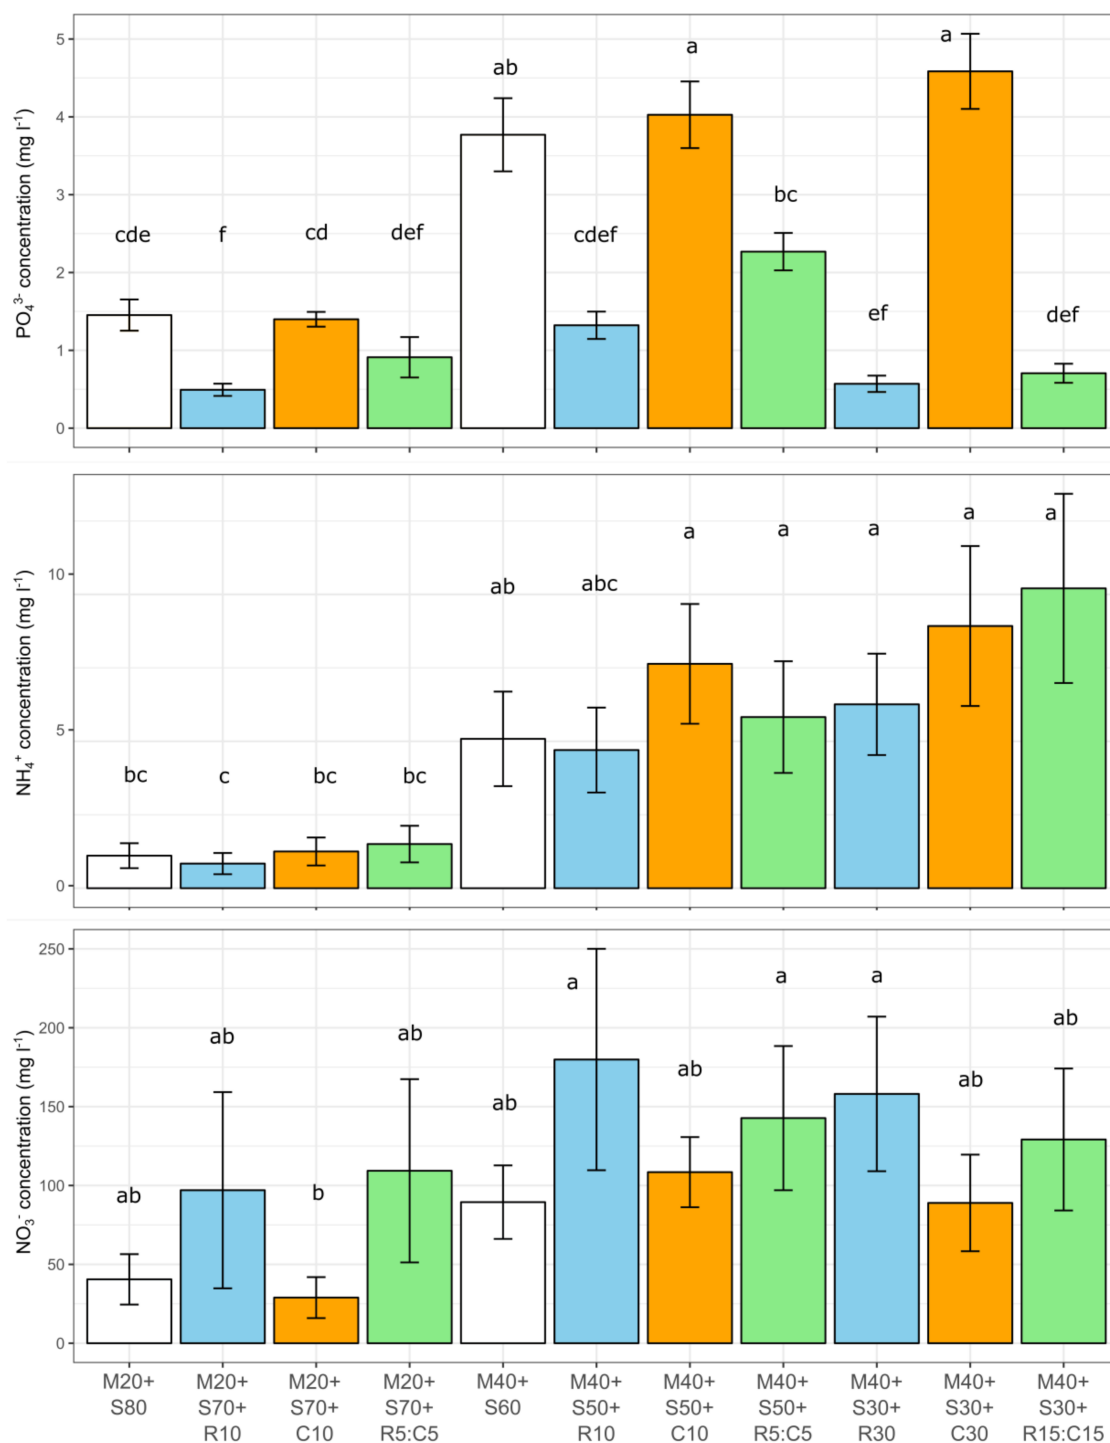 PO₄³⁻ concentration (mg l⁻¹)
5
4
3
2
1
0
cde f cd def ab cdef a bc ef a def
NH₄⁺ concentration (mg l⁻¹)
10
5
0
bc c bc bc ab abc a a a a a
NO₃⁻ concentration (mg l⁻¹)
250
200
150
100
50
0
ab ab b ab ab a ab a a ab ab
M20+ M20+ M20+ M20+ M40+ M40+ M40+ M40+ M40+ M40+ M40+
S80 S70+ S70+ S70+ S60 S50+ S50+ S50+ S30+ S30+ S30+
R10 C10 R5:C5 R10 C10 R5:C5 R30 C30 R15:C15